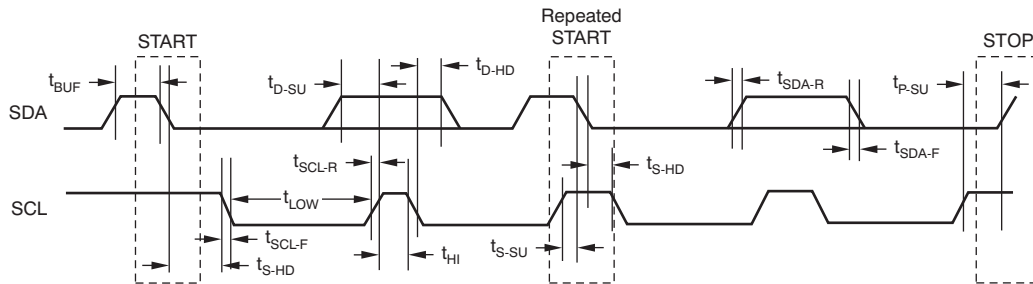 Repeated
START START STOP
tBUF tD-SU tD-HD tSDA-R tP-SU
SDA
tSCL-R tS-HD tSDA-F
SCL tLOW
tSCL-F tS-HD tHI tS-SU